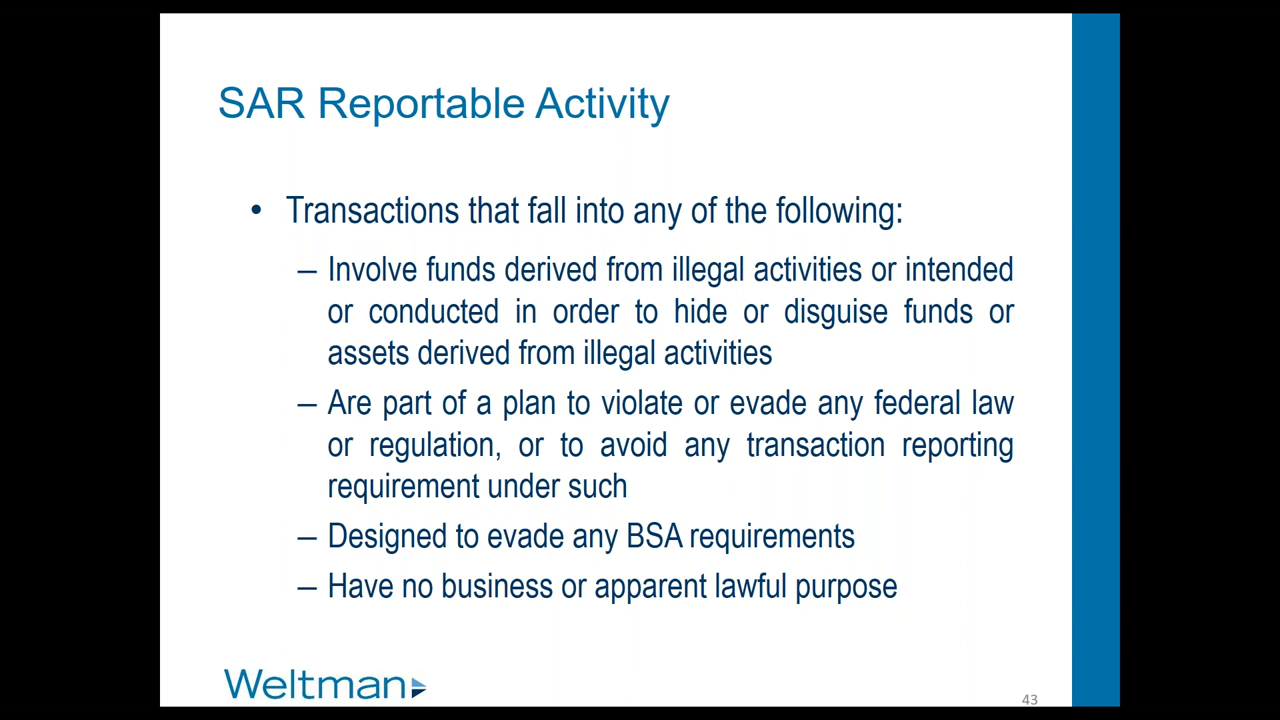 SAR Reportable Activity
• Transactions that fall into any of the following:
– Involve funds derived from illegal activities or intended
or conducted in order to hide or disguise funds or
assets derived from illegal activities
– Are part of a plan to violate or evade any federal law
or regulation, or to avoid any transaction reporting
requirement under such
– Designed to evade any BSA requirements
– Have no business or apparent lawful purpose
Weltman
43